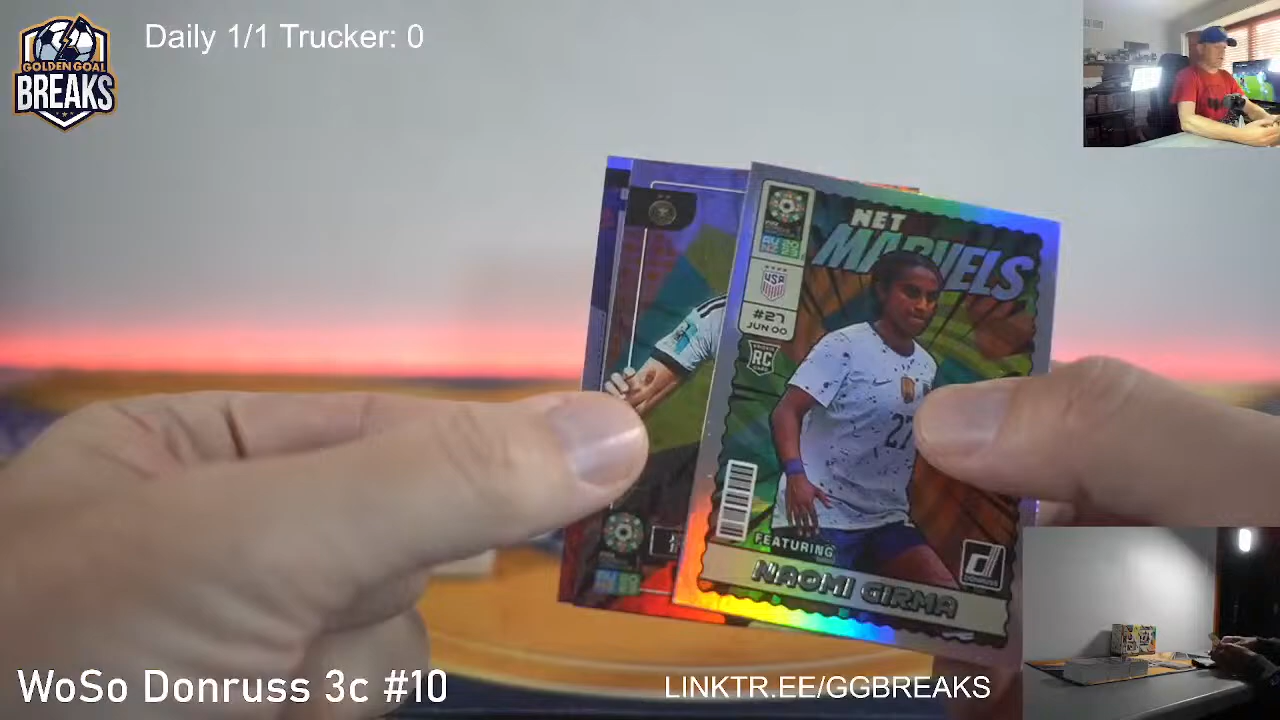 GOLDEN GOAL
BREAKS
Daily 1/1 Trucker: 0
NET
MARVELS
USA
#27
JUN 00
RC
27
FEATURING
NAOMI GIRMA
DONRUSS
WoSo Donruss 3c #10
LINKTR.EE/GGBREAKS